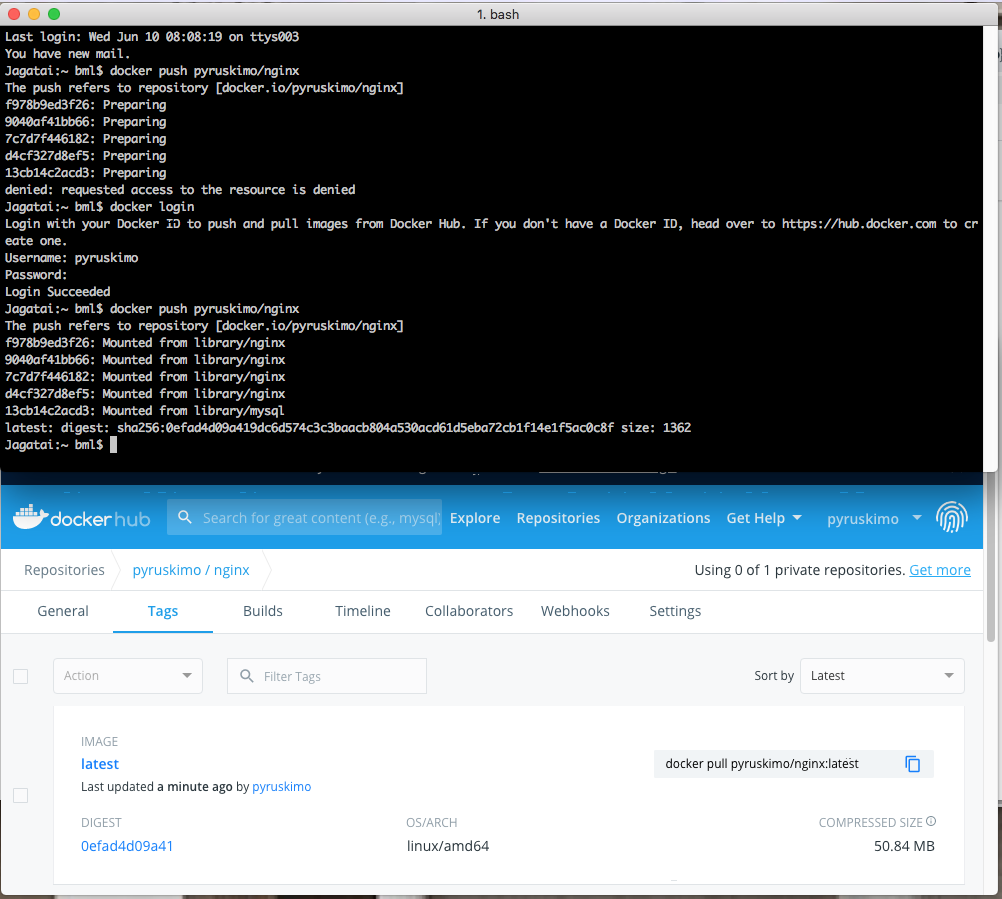 1. bash
Last login: Wed Jun 10 08:08:19 on ttys003
You have new mail.
Jagatai:~ bml$ docker push pyruskimo/nginx
The push refers to repository [docker.io/pyruskimo/nginx]
f978b9ed3f26: Preparing
9040af41bb66: Preparing
7c7d7f446182: Preparing
d4cf327d8ef5: Preparing
13cb14c2acd3: Preparing
denied: requested access to the resource is denied
Jagatai:~ bml$ docker login
Login with your Docker ID to push and pull images from Docker Hub. If you don't have a Docker ID, head over to https://hub.docker.com to cr
eate one.
Username: pyruskimo
Password:
Login Succeeded
Jagatai:~ bml$ docker push pyruskimo/nginx
The push refers to repository [docker.io/pyruskimo/nginx]
f978b9ed3f26: Mounted from library/nginx
9040af41bb66: Mounted from library/nginx
7c7d7f446182: Mounted from library/nginx
d4cf327d8ef5: Mounted from library/nginx
13cb14c2acd3: Mounted from library/mysql
latest: digest: sha256:0efad4d09a419dc6d574c3c3baacb804a530acd61d5eba72cb1f14e1f5ac0c8f size: 1362
Jagatai:~ bml$
docker hub Search for great content (e.g., mysql) Explore Repositories Organizations Get Help pyruskimo
Repositories pyruskimo / nginx Using 0 of 1 private repositories. Get more
General Tags Builds Timeline Collaborators Webhooks Settings
Action Filter Tags Sort by Latest
IMAGE
latest
docker pull pyruskimo/nginx:latest
Last updated a minute ago by pyruskimo
DIGEST OS/ARCH COMPRESSED SIZE
0efad4d09a41 linux/amd64 50.84 MB